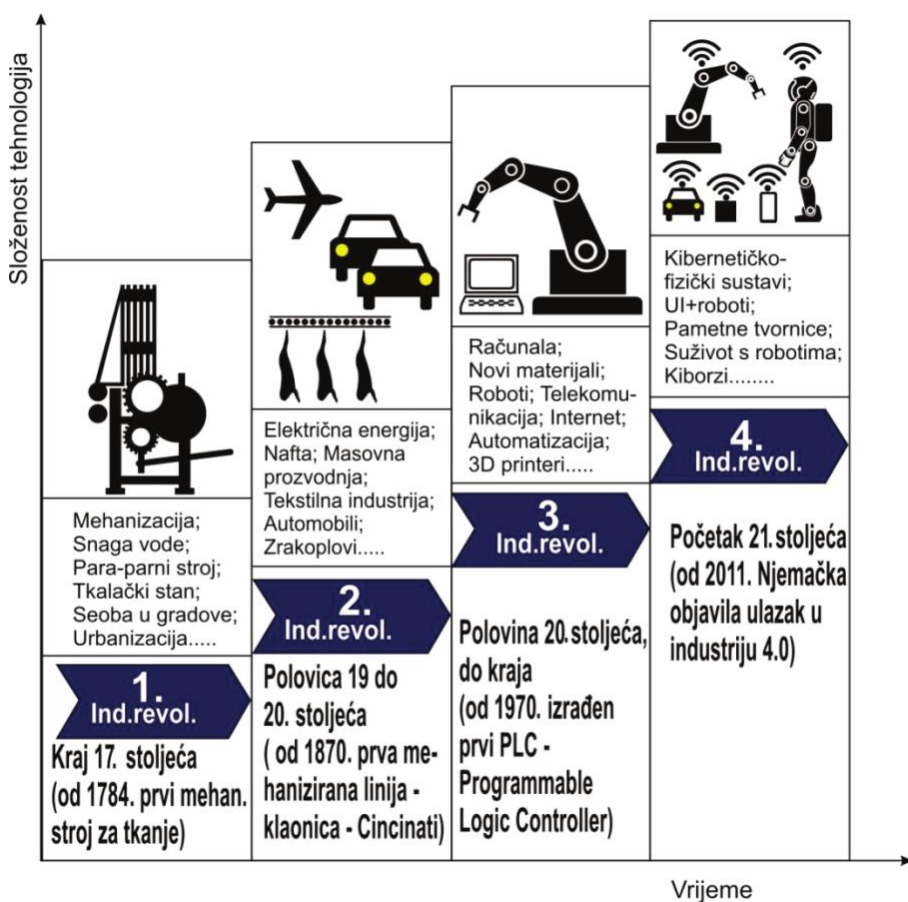 Složenost tehnologija
Mehanizacija;
Snaga vode;
Para-parni stroj;
Tkalački stan;
Seoba u gradove;
Urbanizacija.....
1.
Ind.revol.
Kraj 17. stoljeća
(od 1784. prvi mehan.
stroj za tkanje)
Električna energija;
Nafta; Masovna
prozvodnja;
Tekstilna industrija;
Automobili;
Zrakoplovi.....
2.
Ind.revol.
Polovica 19 do
20. stoljeća
( od 1870. prva me-
hanizirana linija -
klaonica - Cincinati)
Računala;
Novi materijali;
Roboti; Telekomu-
nikacija; Internet;
Automatizacija;
3D printeri.....
3.
Ind.revol.
Polovina 20.stoljeća,
do kraja
(od 1970. izrađen
prvi PLC -
Programmable
Logic Controller)
Kibernetičko-
fizički sustavi;
UI+roboti;
Pametne tvornice;
Suživot s robotima;
Kiborzi........
4.
Ind.revol.
Početak 21.stoljeća
(od 2011. Njemačka
objavila ulazak u
industriju 4.0)
Vrijeme